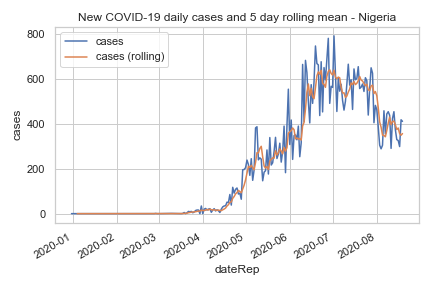 New COVID-19 daily cases and 5 day rolling mean - Nigeria
cases
cases (rolling)
800
600
400
200
0
cases
2020-01
2020-02
2020-03
2020-04
2020-05
2020-06
2020-07
2020-08
dateRep